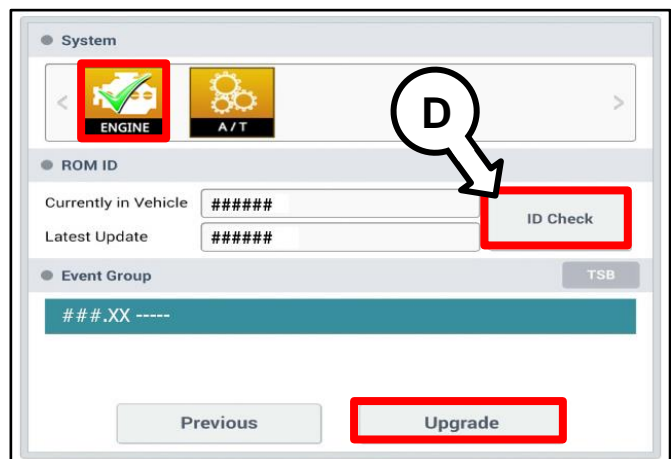 System
< ENGINE A/T >
D
ROM ID
Currently in Vehicle ######
ID Check
Latest Update ######
Event Group TSB
###.XX -----
Previous Upgrade